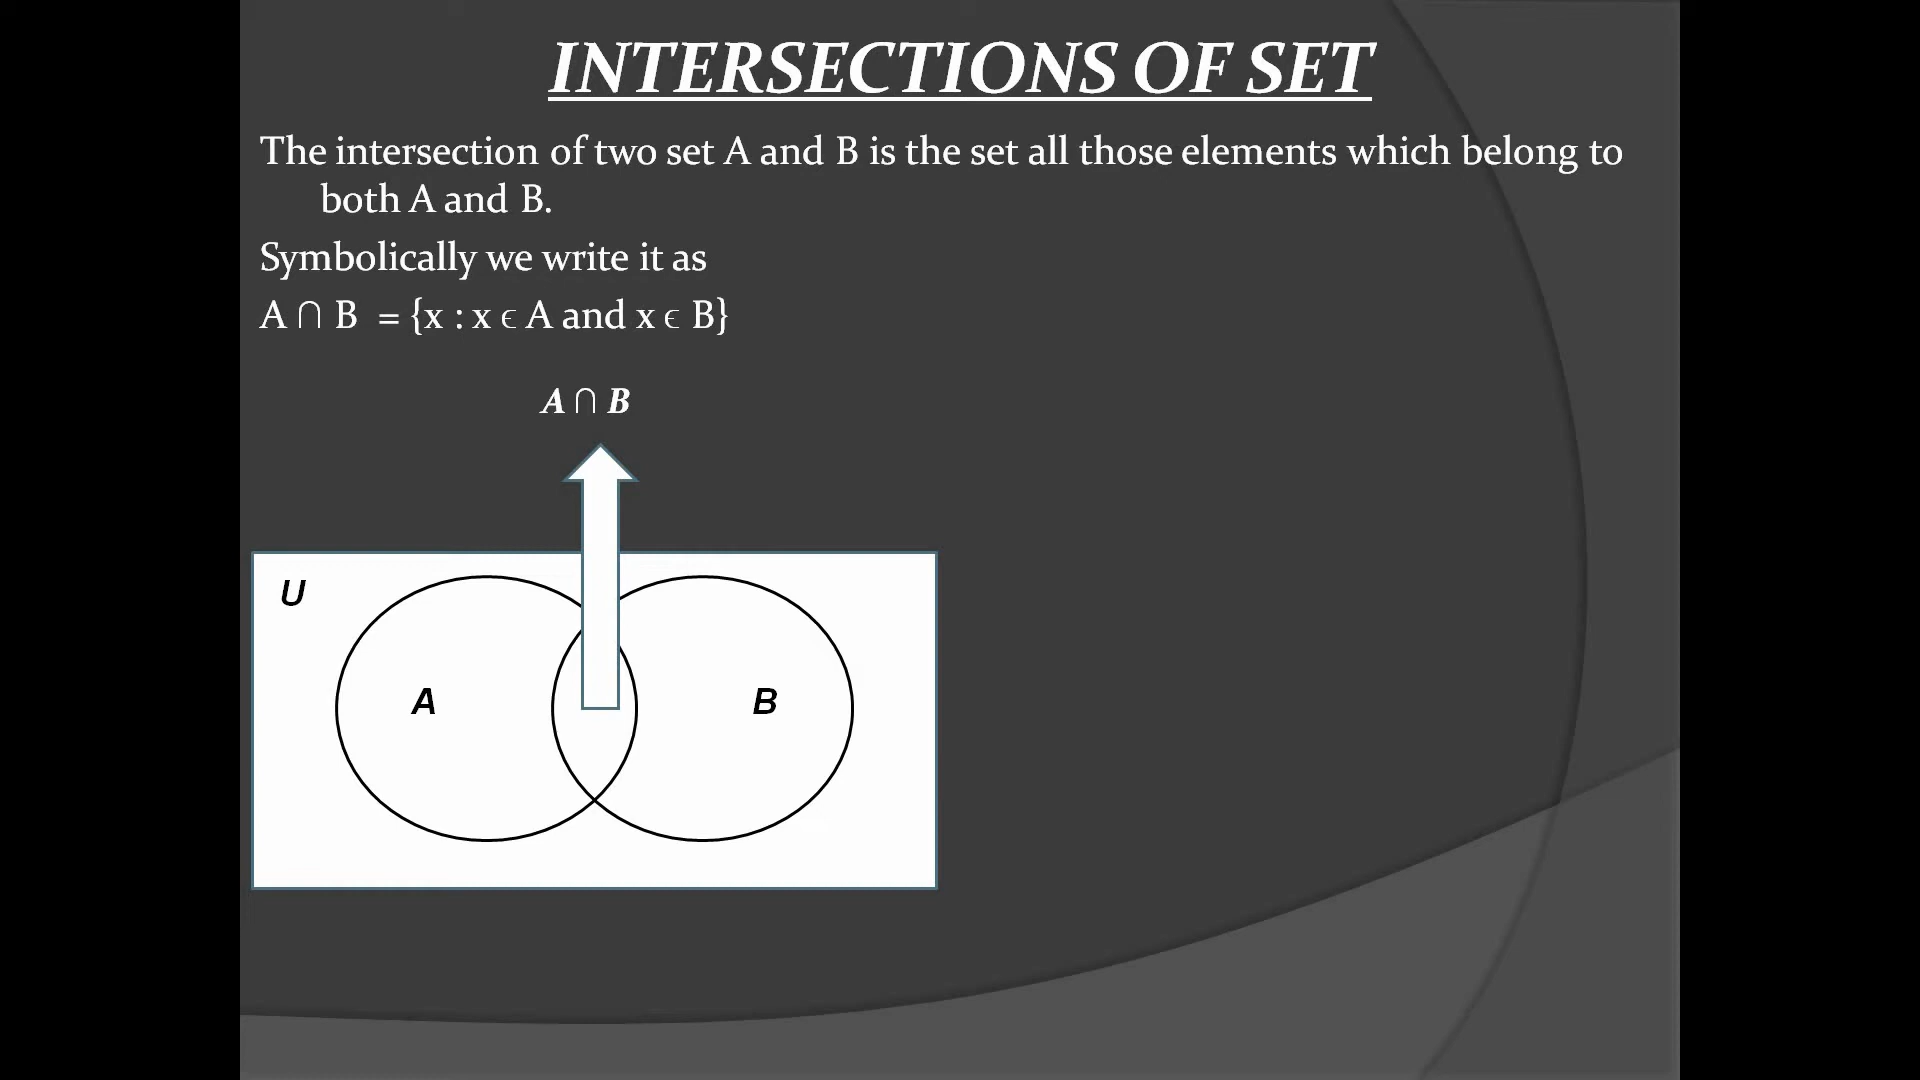 INTERSECTIONS OF SET
The intersection of two set A and B is the set all those elements which belong to
both A and B.
Symbolically we write it as
A ∩ B = {x : x ϵ A and x ϵ B}
A ∩ B
U
A
B